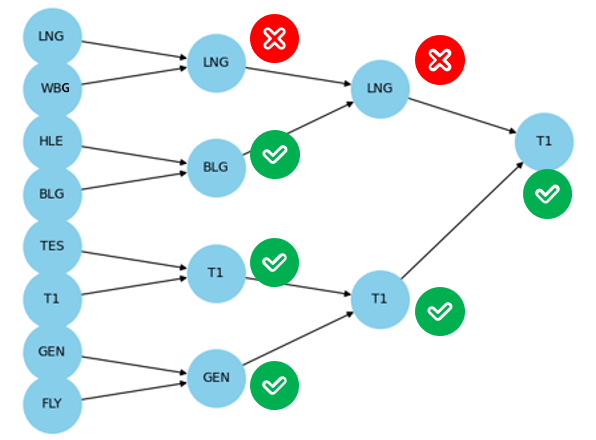 LNG
WBG
HLE
BLG
TES
T1
GEN
FLY
LNG
BLG
T1
GEN
LNG
T1
T1